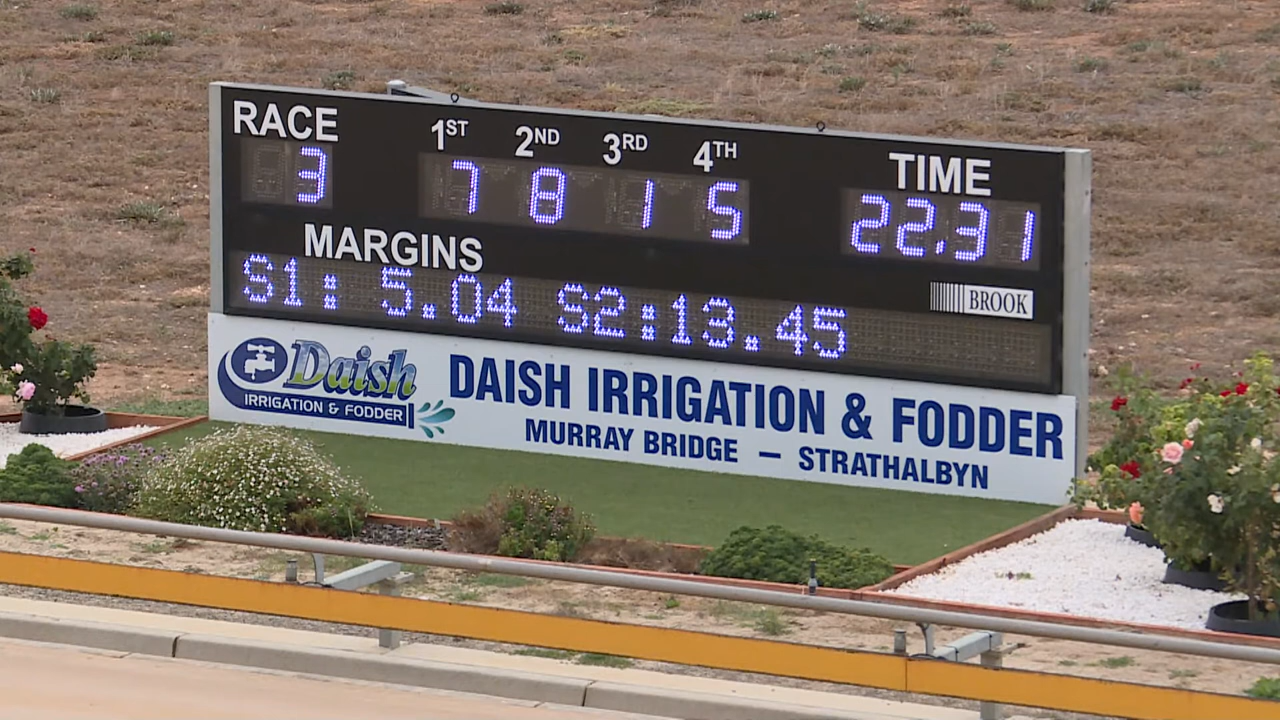 RACE 1ST 2ND 3RD 4TH TIME
3 7 8 1 5 22.31
MARGINS
S1: 5.04 S2:13.45
BROOK
Daish
IRRIGATION & FODDER
DAISH IRRIGATION & FODDER
MURRAY BRIDGE — STRATHALBYN